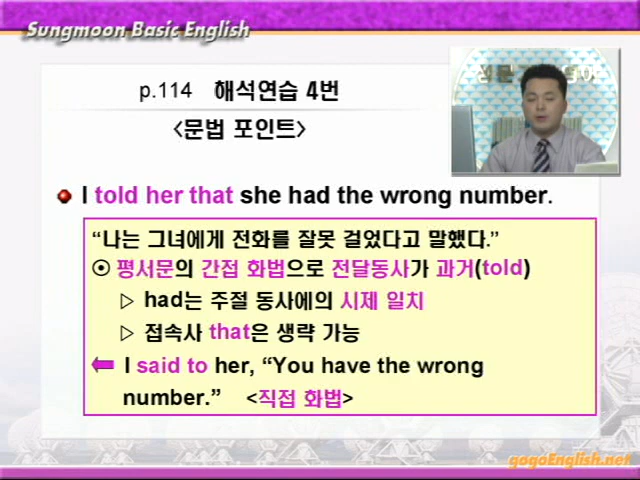 Sungmoon Basic English
p.114 해석연습 4번
<문법 포인트>
I told her that she had the wrong number.
“나는 그녀에게 전화를 잘못 걸었다고 말했다.”
⊙ 평서문의 간접 화법으로 전달동사가 과거(told)
▷ had는 주절 동사에의 시제 일치
▷ 접속사 that은 생략 가능
I said to her, “You have the wrong
number.” <직접 화법>
gogoEnglish.net